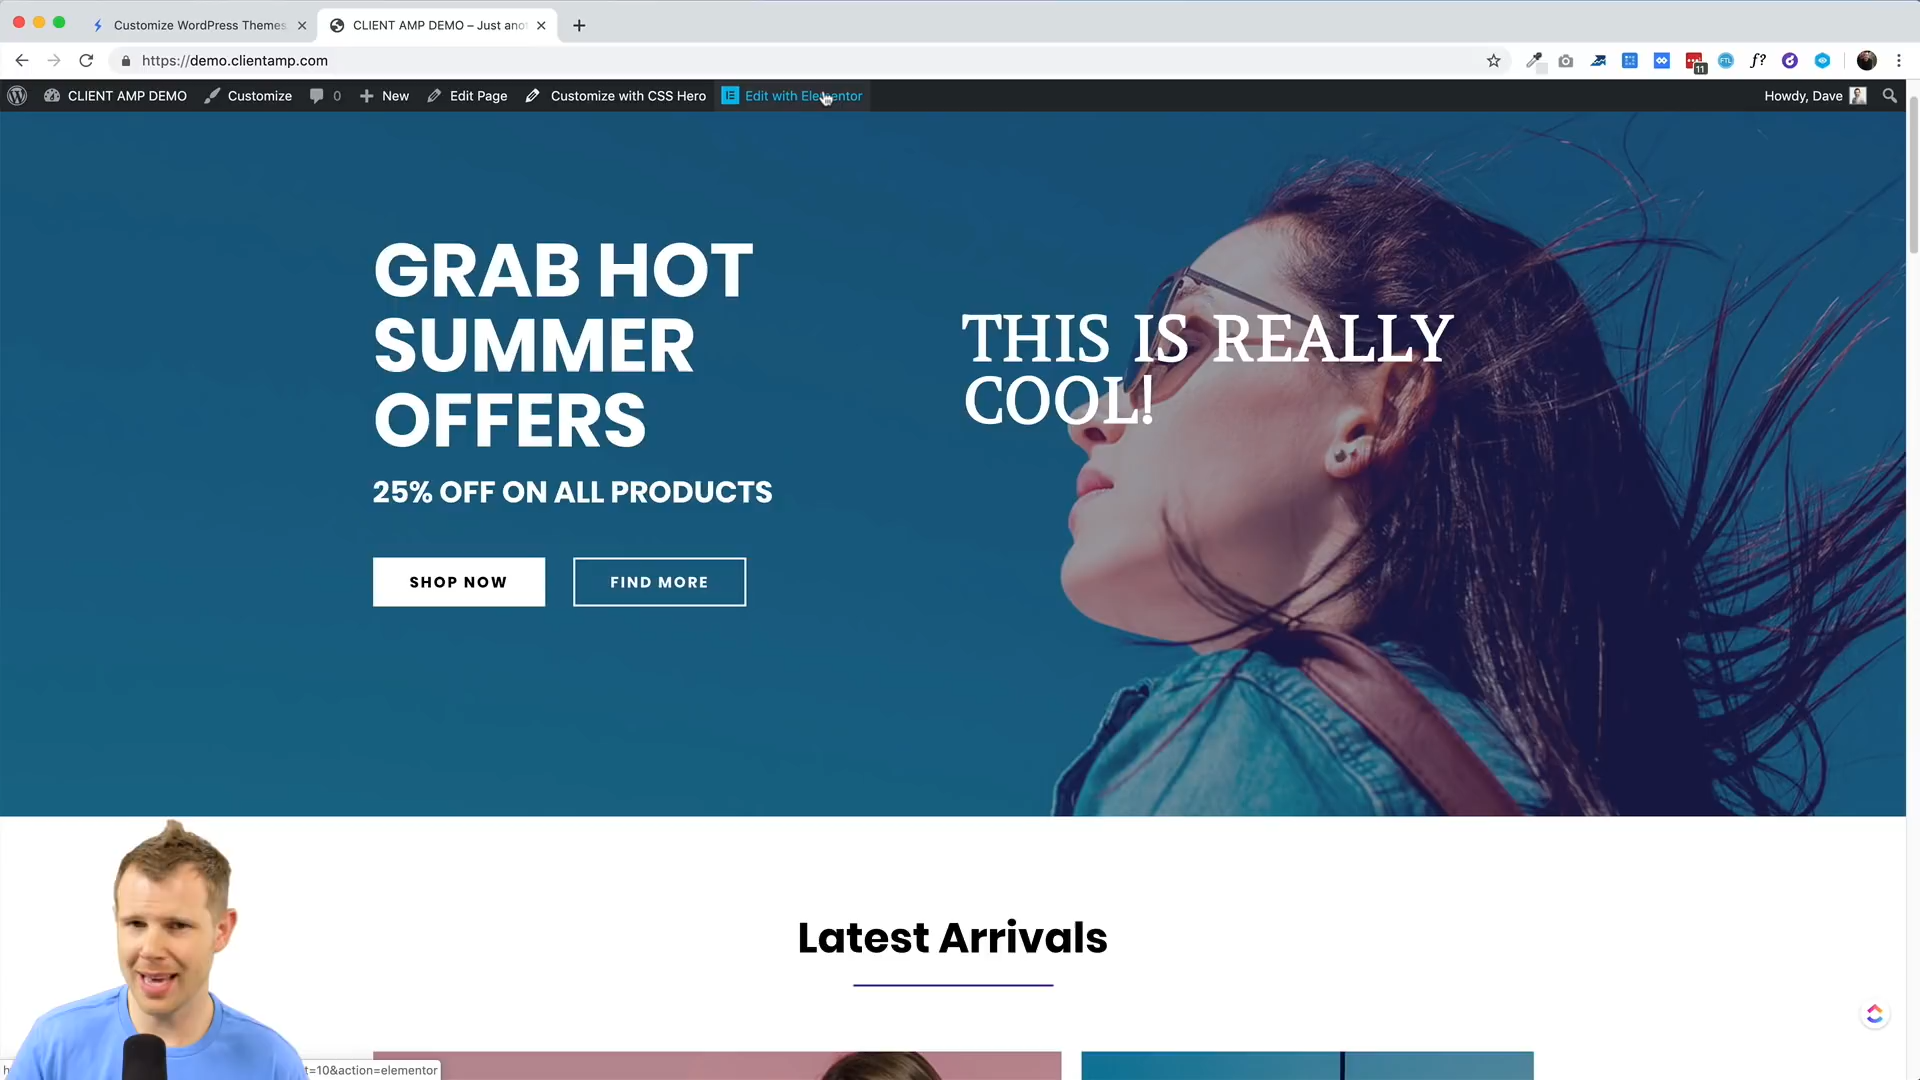 Customize WordPress Themes
CLIENT AMP DEMO – Just ano
https://demo.clientamp.com
11
FTL
f?
CLIENT AMP DEMO
Customize
0
New
Edit Page
Customize with CSS Hero
Edit with Elementor
Howdy, Dave
GRAB HOT
SUMMER
OFFERS
25% OFF ON ALL PRODUCTS
SHOP NOW
FIND MORE
THIS IS REALLY
COOL!
Latest Arrivals
t=10&action=elementor